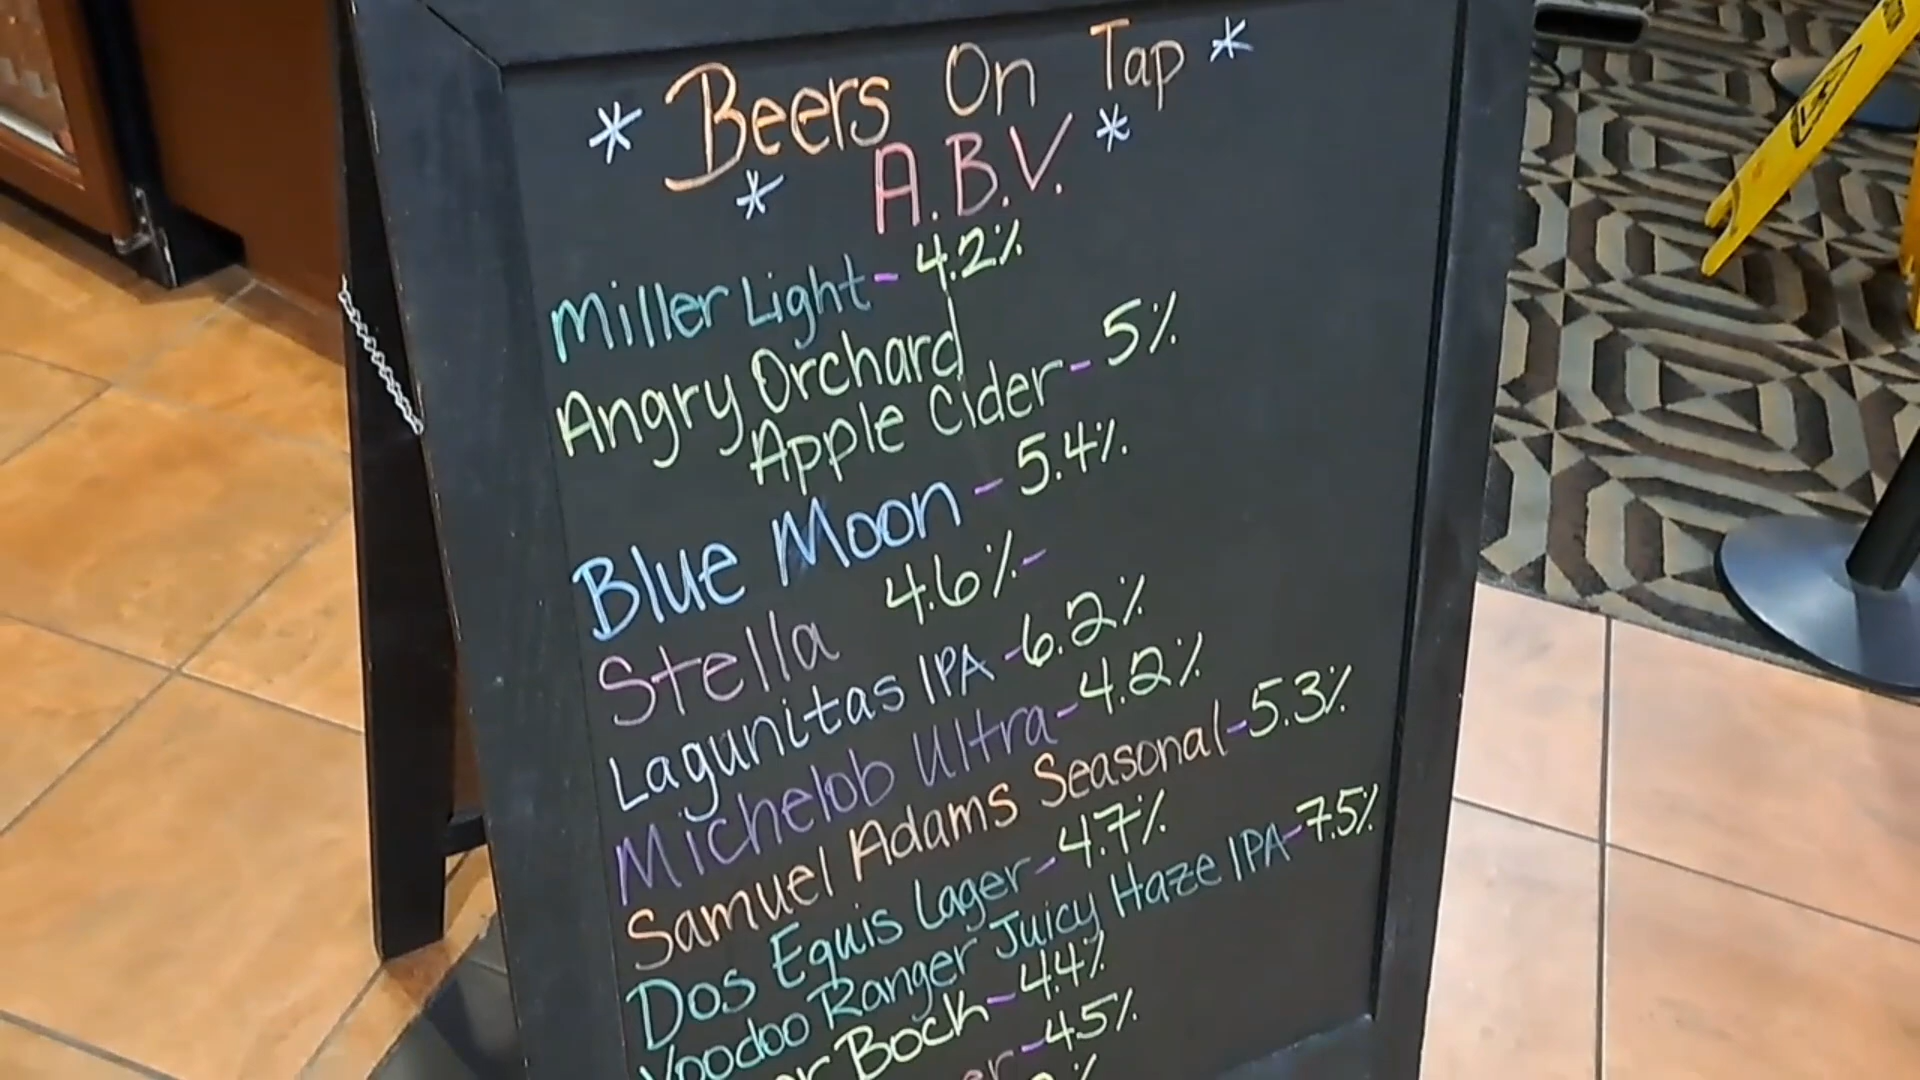 * Beers On Tap *
* A.B.V. *
Miller Light - 4.2%
Angry Orchard
Apple Cider - 5%
Blue Moon - 5.4%
Stella 4.6% -
Lagunitas IPA - 6.2%
Michelob Ultra - 4.2%
Samuel Adams Seasonal - 5.3%
Dos Equis Lager - 4.7%
Voodoo Ranger Juicy Haze IPA - 7.5%
Bock - 4.4%
- 4.5%